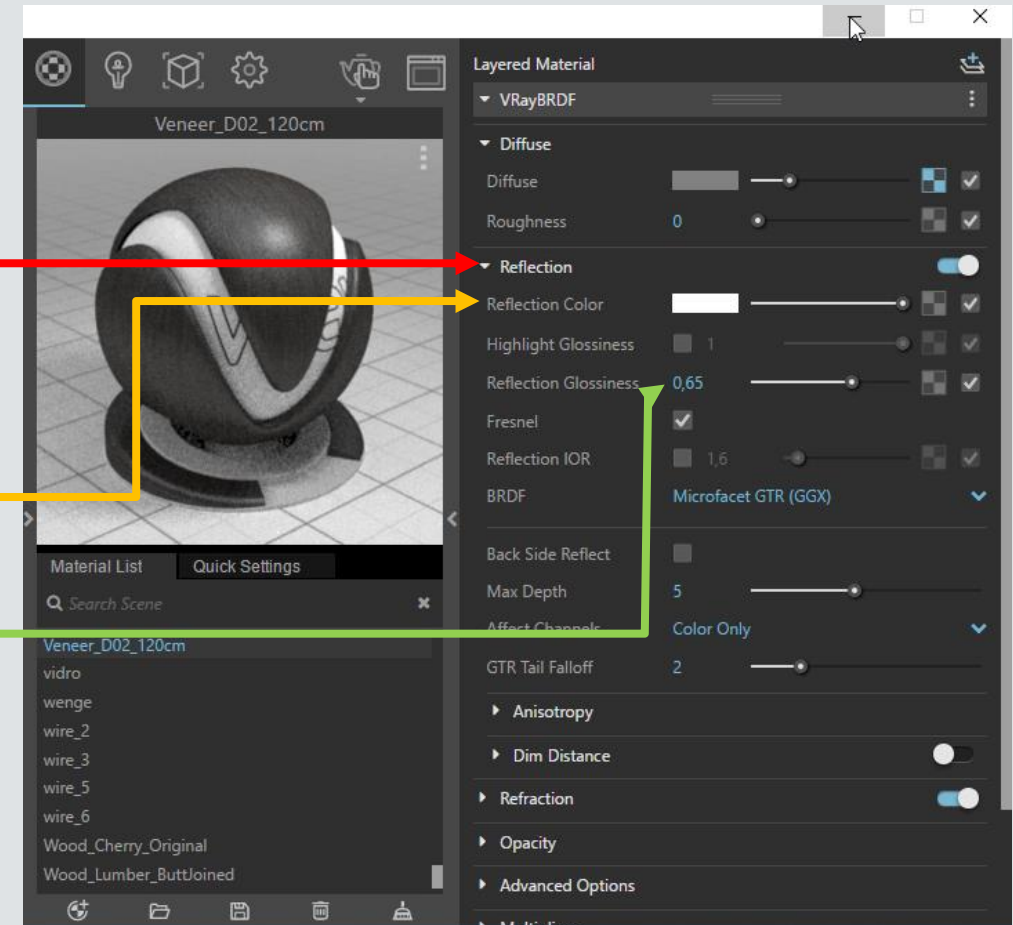 Veneer_D02_120cm
Material List
Quick Settings
Search Scene
Veneer_D02_120cm
vidro
wenge
wire_2
wire_3
wire_5
wire_6
Wood_Cherry_Original
Wood_Lumber_ButtJoined
Layered Material
VRayBRDF
Diffuse
Diffuse
Roughness 0
Reflection
Reflection Color
Highlight Glossiness 1
Reflection Glossiness 0,65
Fresnel
Reflection IOR 1,6
BRDF Microfacet GTR (GGX)
Back Side Reflect
Max Depth 5
Affect Channels Color Only
GTR Tail Falloff 2
Anisotropy
Dim Distance
Refraction
Opacity
Advanced Options